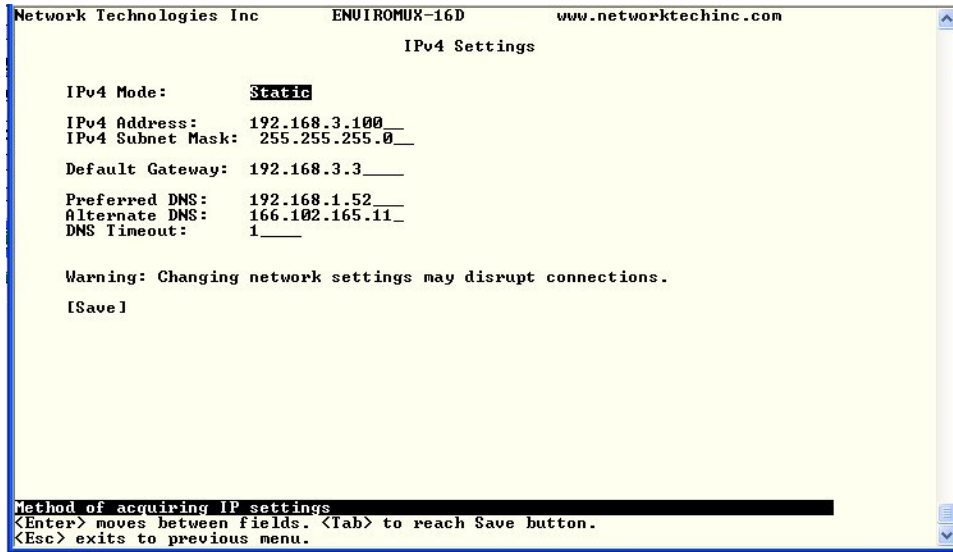 Network Technologies Inc ENVIROMUX-16D www.networktechinc.com
IPv4 Settings
IPv4 Mode: Static
IPv4 Address: 192.168.3.100__
IPv4 Subnet Mask: 255.255.255.0__
Default Gateway: 192.168.3.3____
Preferred DNS: 192.168.1.52___
Alternate DNS: 166.102.165.11_
DNS Timeout: 1____
Warning: Changing network settings may disrupt connections.
[Save]
Method of acquiring IP settings
<Enter> moves between fields. <Tab> to reach Save button.
<Esc> exits to previous menu.